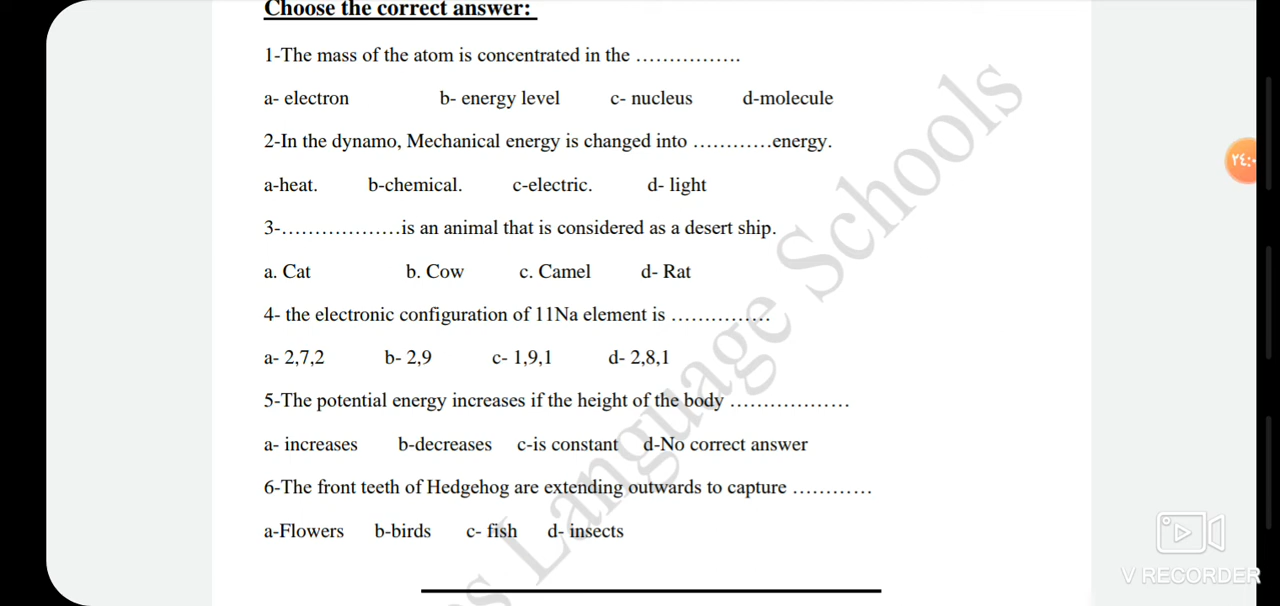 Choose the correct answer:
1-The mass of the atom is concentrated in the …………….
a- electron b- energy level c- nucleus d-molecule
2-In the dynamo, Mechanical energy is changed into …………energy.
a-heat. b-chemical. c-electric. d- light
3-………………is an animal that is considered as a desert ship.
a. Cat b. Cow c. Camel d- Rat
4- the electronic configuration of 11Na element is ……………
a- 2,7,2 b- 2,9 c- 1,9,1 d- 2,8,1
5-The potential energy increases if the height of the body ………………
a- increases b-decreases c-is constant d-No correct answer
6-The front teeth of Hedgehog are extending outwards to capture …………
a-Flowers b-birds c- fish d- insects
Language Schools
V RECORDER